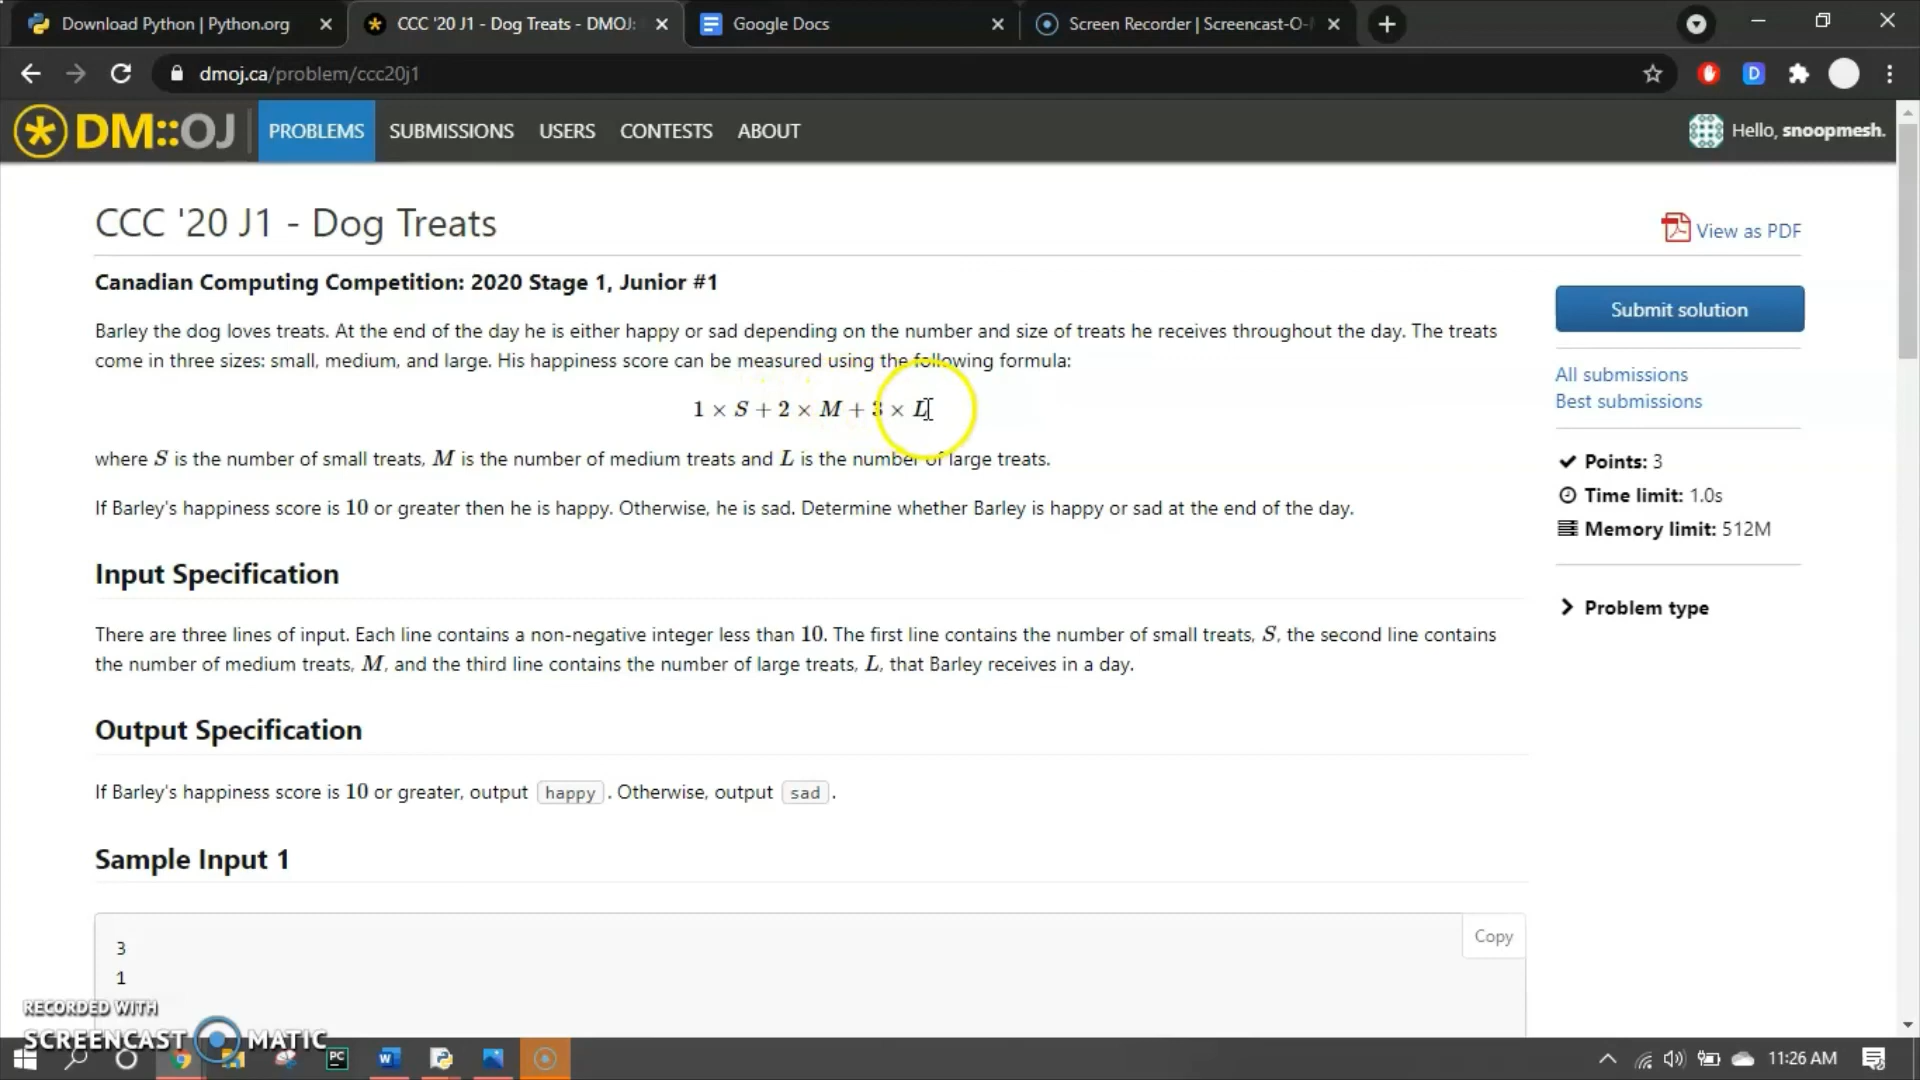 Download Python | Python.org
CCC '20 J1 - Dog Treats - DMOJ:
Google Docs
Screen Recorder | Screencast-O-
dmoj.ca/problem/ccc20j1
DM::OJ
PROBLEMS SUBMISSIONS USERS CONTESTS ABOUT
Hello, snoopmesh.
CCC '20 J1 - Dog Treats
View as PDF
Canadian Computing Competition: 2020 Stage 1, Junior #1
Barley the dog loves treats. At the end of the day he is either happy or sad depending on the number and size of treats he receives throughout the day. The treats
come in three sizes: small, medium, and large. His happiness score can be measured using the following formula:
1 × S + 2 × M + 3 × L
where S is the number of small treats, M is the number of medium treats and L is the number of large treats.
If Barley's happiness score is 10 or greater then he is happy. Otherwise, he is sad. Determine whether Barley is happy or sad at the end of the day.
Input Specification
There are three lines of input. Each line contains a non-negative integer less than 10. The first line contains the number of small treats, S, the second line contains
the number of medium treats, M, and the third line contains the number of large treats, L, that Barley receives in a day.
Output Specification
If Barley's happiness score is 10 or greater, output happy. Otherwise, output sad.
Sample Input 1
3
1
Copy
Submit solution
All submissions
Best submissions
Points: 3
Time limit: 1.0s
Memory limit: 512M
Problem type
RECORDED WITH
SCREENCAST MATIC
11:26 AM